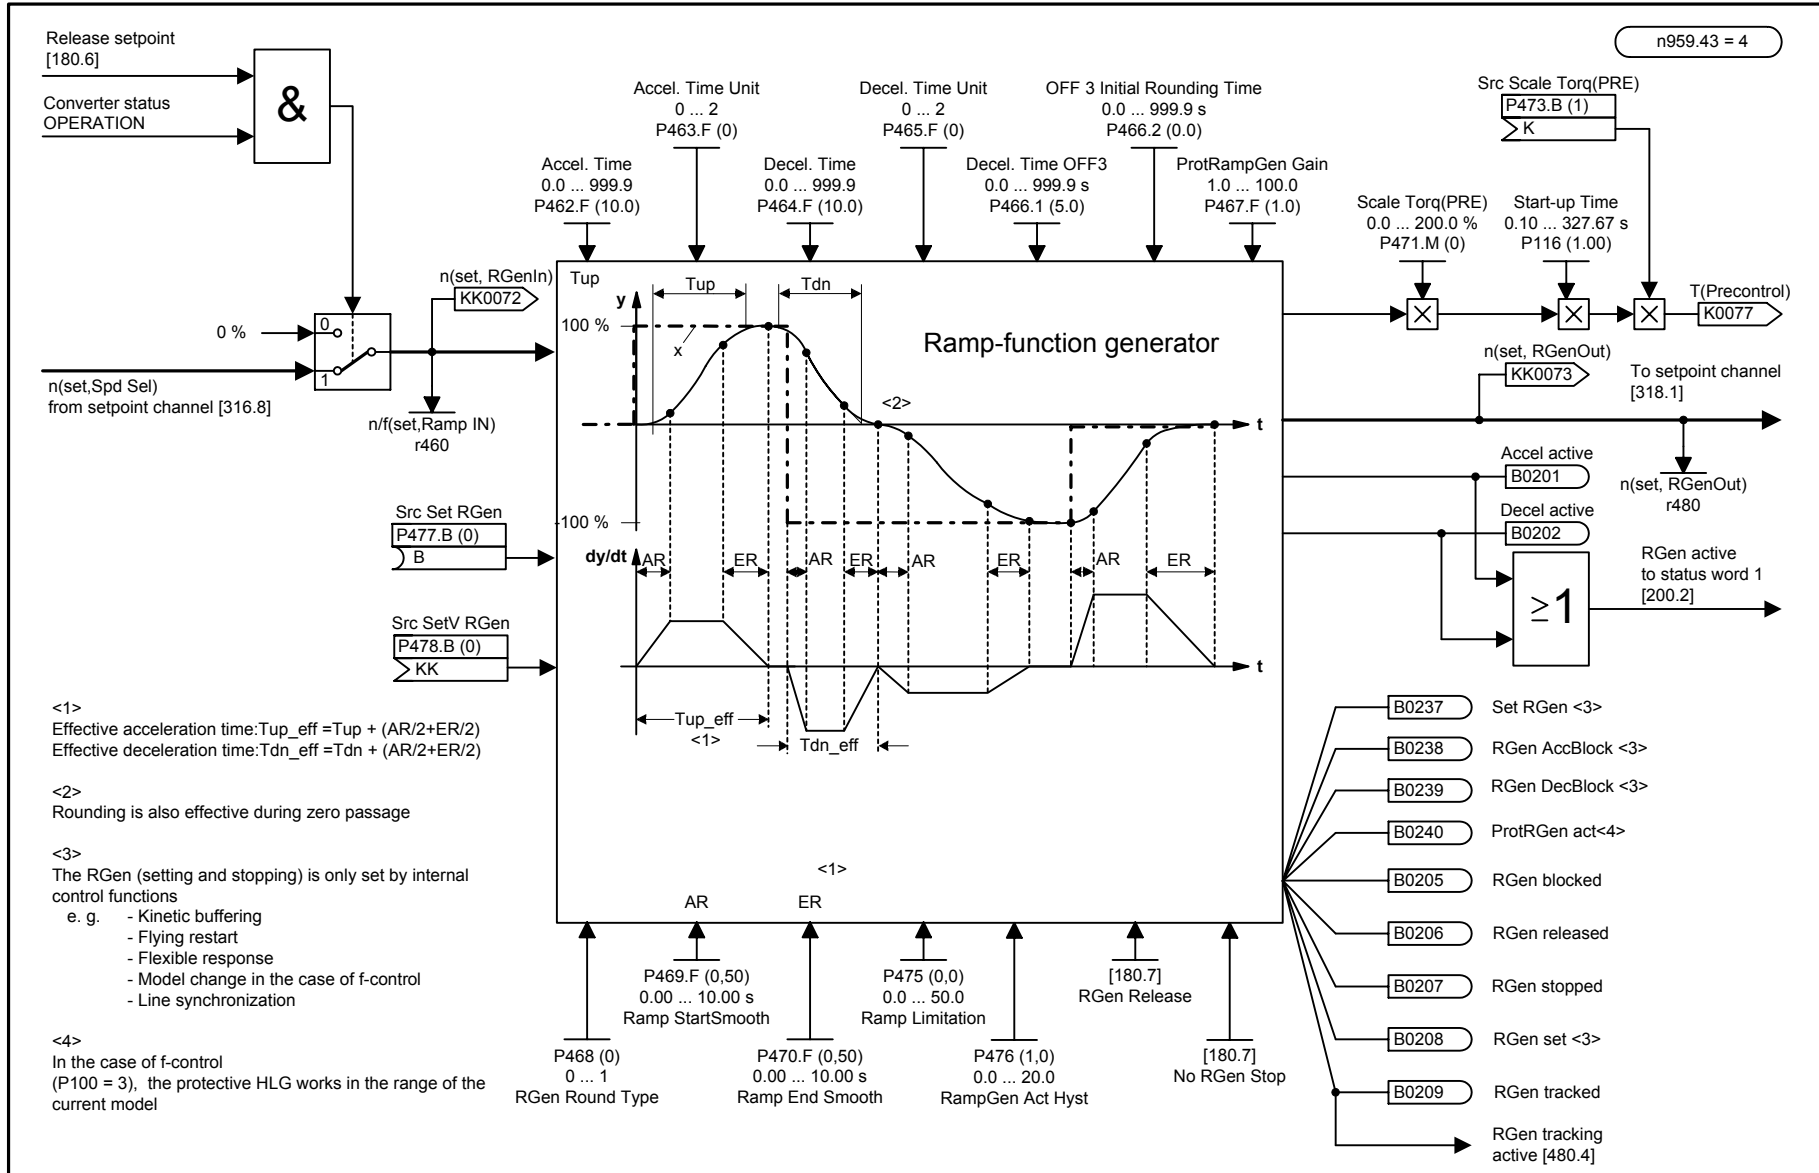 Release setpoint
[180.6]
Converter status
OPERATION
&
n959.43 = 4
Accel. Time Unit
0 ... 2
P463.F (0)
Decel. Time Unit
0 ... 2
P465.F (0)
OFF 3 Initial Rounding Time
0.0 ... 999.9 s
P466.2 (0.0)
Src Scale Torq(PRE)
P473.B (1)
K
Accel. Time
0.0 ... 999.9
P462.F (10.0)
Decel. Time
0.0 ... 999.9
P464.F (10.0)
Decel. Time OFF3
0.0 ... 999.9 s
P466.1 (5.0)
ProtRampGen Gain
1.0 ... 100.0
P467.F (1.0)
Scale Torq(PRE)
0.0 ... 200.0 %
P471.M (0)
Start-up Time
0.10 ... 327.67 s
P116 (1.00)
T(Precontrol)
K0077
n(set, RGenIn)
KK0072
0 %
0
1
n(set,Spd Sel)
from setpoint channel [316.8]
n/f(set,Ramp IN)
r460
Tup
y
Tup
Tdn
100 %
x
Ramp-function generator
<2>
t
-100 %
dy/dt
AR
ER
AR
ER
AR
ER
AR
ER
t
Tup_eff
<1>
Tdn_eff
n(set, RGenOut)
KK0073
To setpoint channel
[318.1]
Accel active
B0201
n(set, RGenOut)
r480
Decel active
B0202
RGen active
to status word 1
[200.2]
≥1
Src Set RGen
P477.B (0)
B
Src SetV RGen
P478.B (0)
KK
<1>
Effective acceleration time:Tup_eff =Tup + (AR/2+ER/2)
Effective deceleration time:Tdn_eff =Tdn + (AR/2+ER/2)
<2>
Rounding is also effective during zero passage
<3>
The RGen (setting and stopping) is only set by internal
control functions
e. g. - Kinetic buffering
- Flying restart
- Flexible response
- Model change in the case of f-control
- Line synchronization
<4>
In the case of f-control
(P100 = 3), the protective HLG works in the range of the
current model
<1>
AR
ER
P469.F (0,50)
0.00 ... 10.00 s
Ramp StartSmooth
P475 (0,0)
0.0 ... 50.0
Ramp Limitation
[180.7]
RGen Release
P468 (0)
0 ... 1
RGen Round Type
P470.F (0,50)
0.00 ... 10.00 s
Ramp End Smooth
P476 (1,0)
0.0 ... 20.0
RampGen Act Hyst
[180.7]
No RGen Stop
B0237 Set RGen <3>
B0238 RGen AccBlock <3>
B0239 RGen DecBlock <3>
B0240 ProtRGen act<4>
B0205 RGen blocked
B0206 RGen released
B0207 RGen stopped
B0208 RGen set <3>
B0209 RGen tracked
RGen tracking
active [480.4]